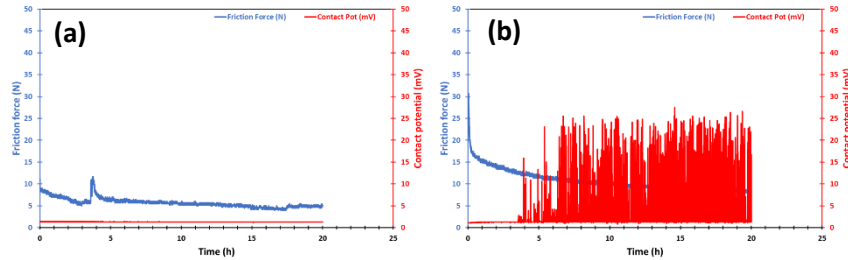 (a)
Friction Force (N) Contact Pot (mV)
Friction force (N)
50 45 40 35 30 25 20 15 10 5 0
50 45 40 35 30 25 20 15 10 5 0
Contact potential (mV)
0 5 10 15 20 25
Time (h)
(b)
Friction Force (N) Contact Pot (mV)
Friction force (N)
50 45 40 35 30 25 20 15 10 5 0
50 45 40 35 30 25 20 15 10 5 0
Contact potential (mV)
0 5 10 15 20 25
Time (h)